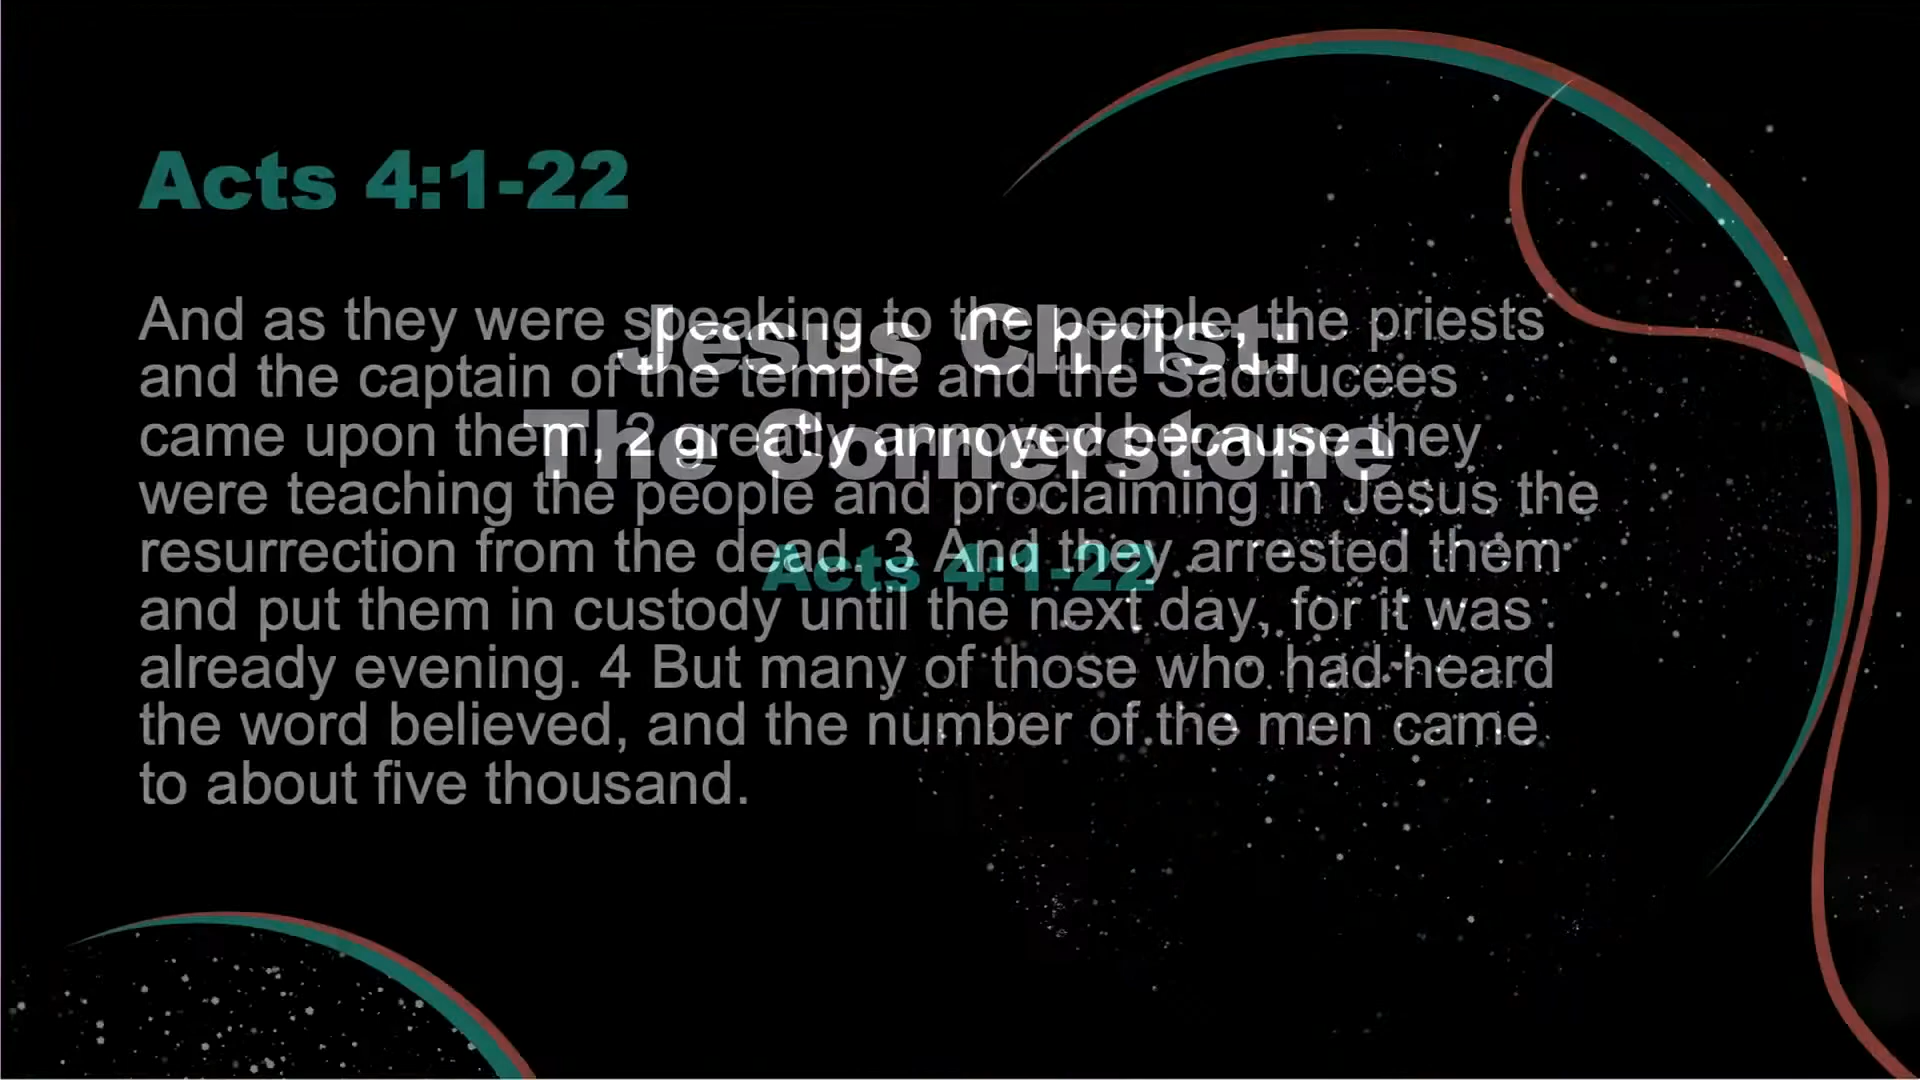 Acts 4:1-22
And as they were speaking to the people, the priests
and the captain of the temple and the Sadducees
came upon them, 2 greatly annoyed because they
were teaching the people and proclaiming in Jesus the
resurrection from the dead. 3 And they arrested them
and put them in custody until the next day, for it was
already evening. 4 But many of those who had heard
the word believed, and the number of the men came
to about five thousand.
Jesus Christ:
The Cornerstone
Acts 4:1-22